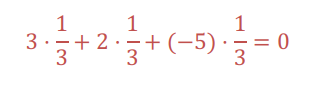 3 · 1/3 + 2 · 1/3 + (−5) · 1/3 = 0